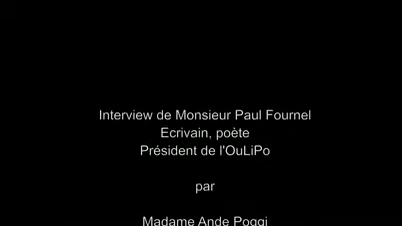 Interview de Monsieur Paul Fournel
Ecrivain, poète
Président de l'OuLiPo
par
Madame Ande Poggi